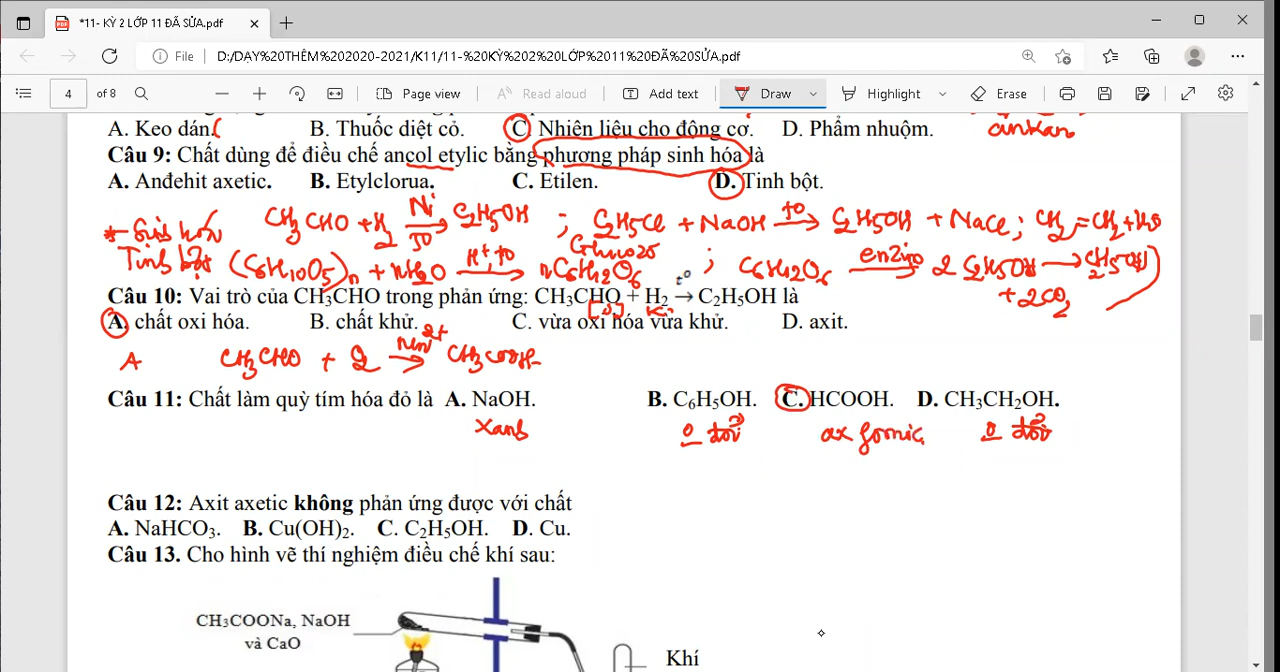 *11- KỲ 2 LỚP 11 ĐÃ SỬA.pdf
File D:/DẠY%20THÊM%202020-2021/K11/11-%20KỲ%202%20LỚP%2011%20ĐÃ%20SỬA.pdf
4 of 8 Page view Read aloud Add text Draw Highlight Erase
A. Keo dán. B. Thuốc diệt cỏ. C. Nhiên liệu cho động cơ. D. Phẩm nhuộm. ankan
Câu 9: Chất dùng để điều chế ancol etylic bằng phương pháp sinh hóa là
A. Anđehit axetic. B. Etylclorua. C. Etilen. D. Tinh bột.
* Sinh hóa CH3CHO + H2 Ni to C2H5OH ; C2H5Cl + NaOH to C2H5OH + NaCl ; CH2=CH2 + H2O
Tinh bột (C6H10O5)n + nH2O H+, to nC6H12O6 ; C6H12O6 enzim 2 C2H5OH → C2H5OH)
+ 2CO2
Câu 10: Vai trò của CH3CHO trong phản ứng: CH3CHO + H2 t° → C2H5OH là
A. chất oxi hóa. B. chất khử. C. vừa oxi hóa vừa khử. D. axit.
A CH3CHO + O2 Mn2+ → CH3COOH
Câu 11: Chất làm quỳ tím hóa đỏ là A. NaOH. B. C6H5OH. C. HCOOH. D. CH3CH2OH.
xanh 0 đổi ax fomic 0 đổi
Câu 12: Axit axetic không phản ứng được với chất
A. NaHCO3. B. Cu(OH)2. C. C2H5OH. D. Cu.
Câu 13. Cho hình vẽ thí nghiệm điều chế khí sau:
CH3COONa, NaOH
và CaO
Khí